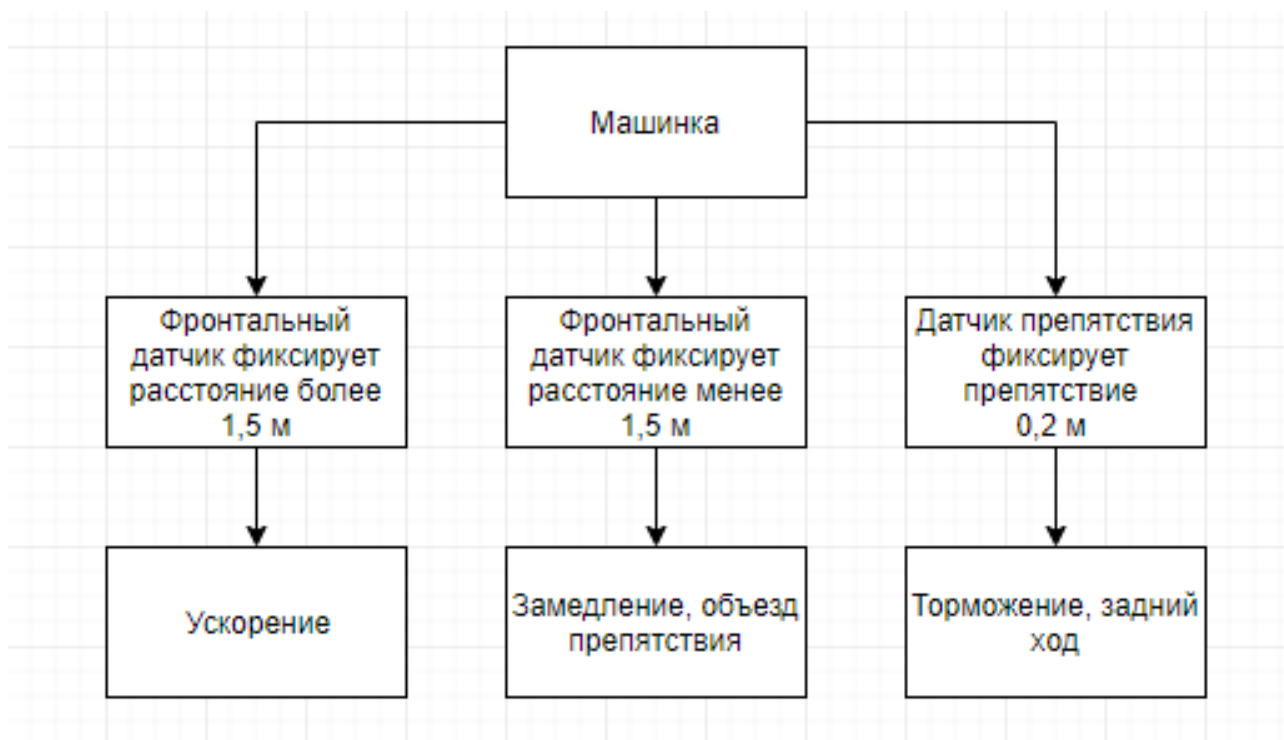 Машинка
Фронтальный
датчик фиксирует
расстояние более
1,5 м
Фронтальный
датчик фиксирует
расстояние менее
1,5 м
Датчик препятствия
фиксирует
препятствие
0,2 м
Ускорение
Замедление, объезд
препятствия
Торможение, задний
ход